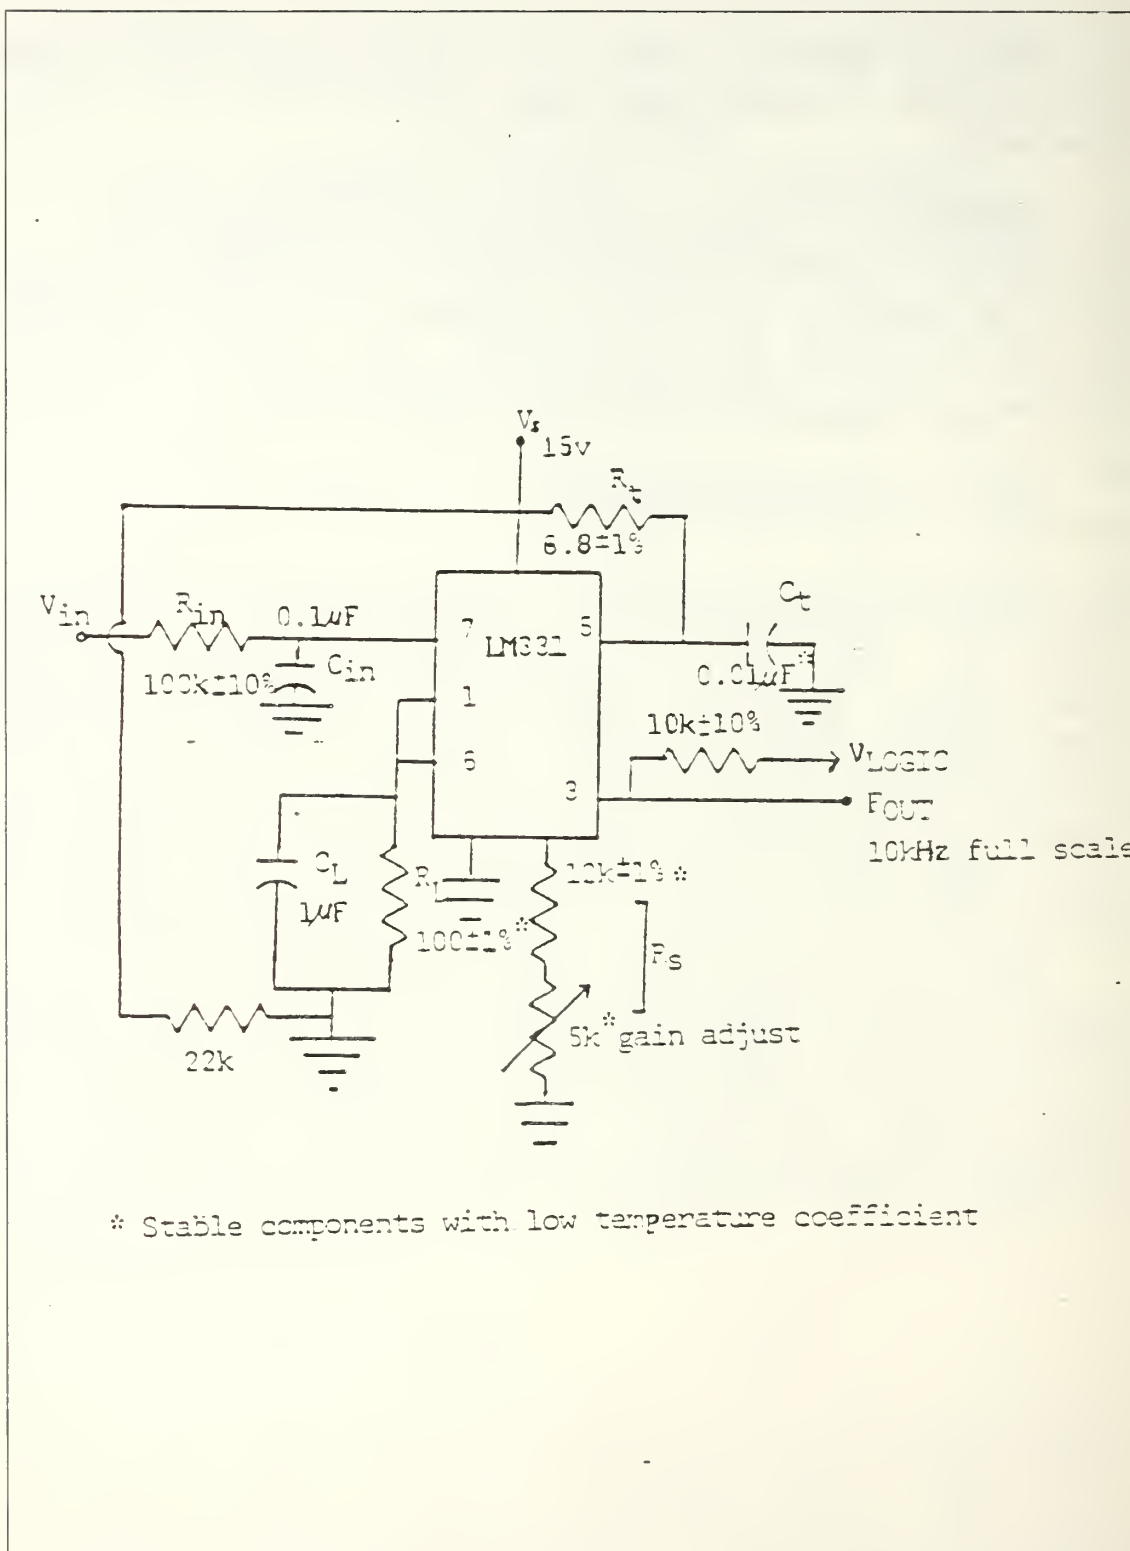 Vs
15v
Rt
6.8±1%
Vin
Rin
0.1µF
7
LM331
5
Ct
100k±10%
Cin
0.01µF*
1
10k±10%
6
VLOGIC
3
FOUT
10kHz full scale
CL
RL
12k±1%*
1µF
100±1%*
Rs
5k* gain adjust
22k
* Stable components with low temperature coefficient